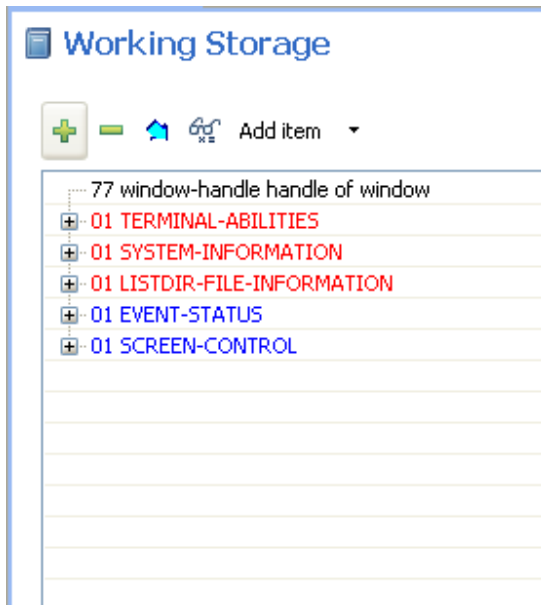 Working Storage
Add item
77 window-handle handle of window
01 TERMINAL-ABILITIES
01 SYSTEM-INFORMATION
01 LISTDIR-FILE-INFORMATION
01 EVENT-STATUS
01 SCREEN-CONTROL